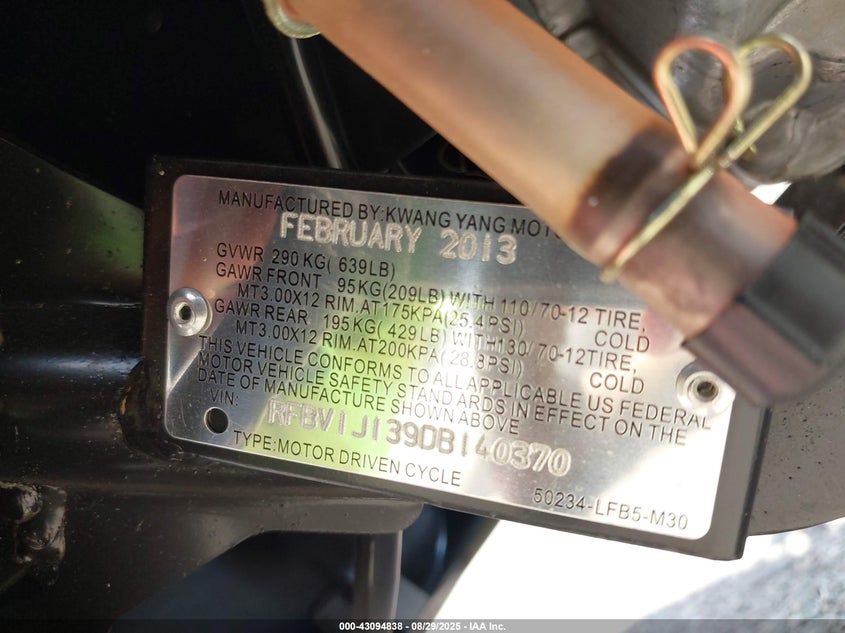 MANUFACTURED BY:KWANG YANG
FEBRUARY 2013
GVWR 290 KG( 639LB)
GAWR FRONT 95KG(209LB) WITH 110/70-12 TIRE,
MT3.00X12 RIM.AT175KPA(25.4 PSI) COLD
GAWR REAR 195KG( 429LB) WITH130/70-12TIRE,
MT3.00X12 RIM.AT200KPA(28.8PSI) COLD
THIS VEHICLE CONFORMS TO ALL APPLICABLE US FEDERAL
MOTOR VEHICLE SAFETY STANDARDS IN EFFECT ON THE
DATE OF MANUFACTURE SHOWN ABOVE
VIN: RFBV1J139DB140370
TYPE:MOTOR DRIVEN CYCLE
50234-LFB5-M30
000-43094838 - 08/29/2025 - IAA Inc.